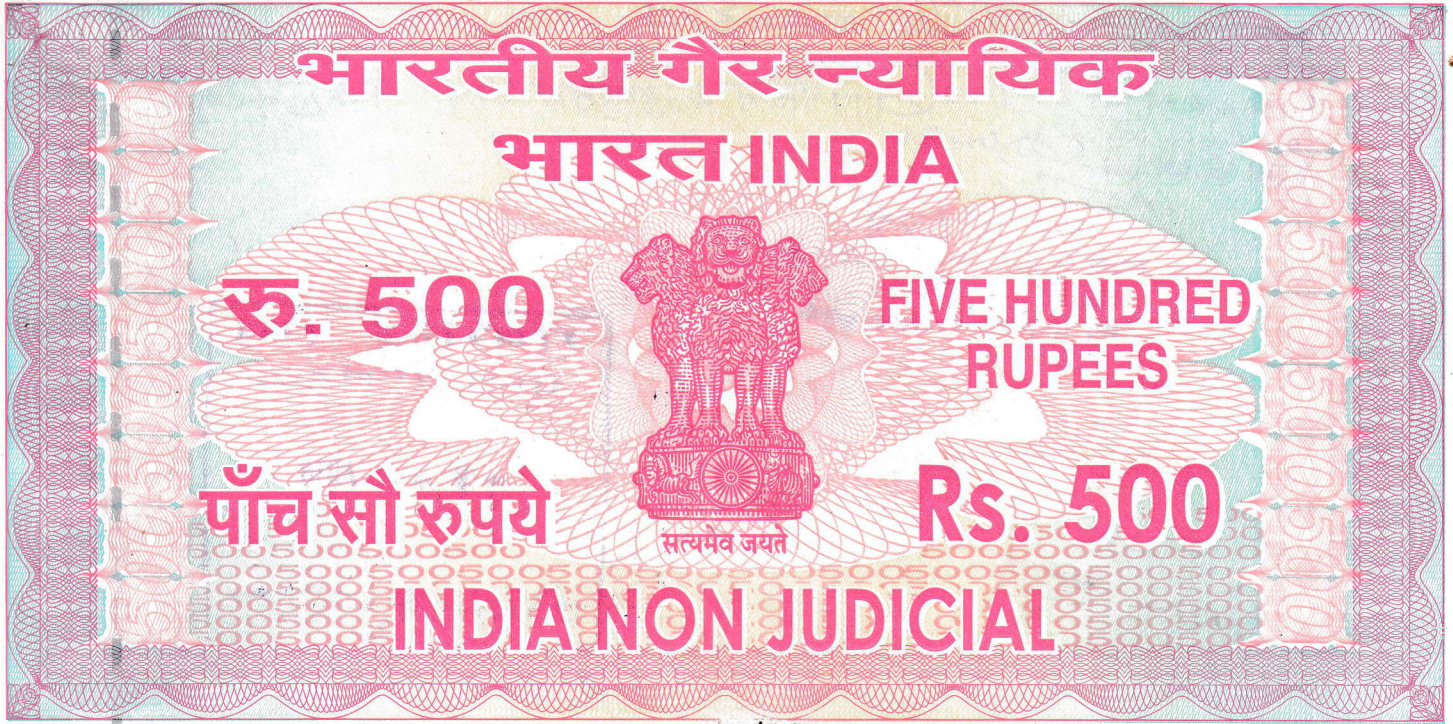 भारतीय गैर न्यायिक
भारत INDIA
रु. 500
FIVE HUNDRED
RUPEES
पाँच सौ रुपये
Rs. 500
सत्यमेव जयते
INDIA NON JUDICIAL